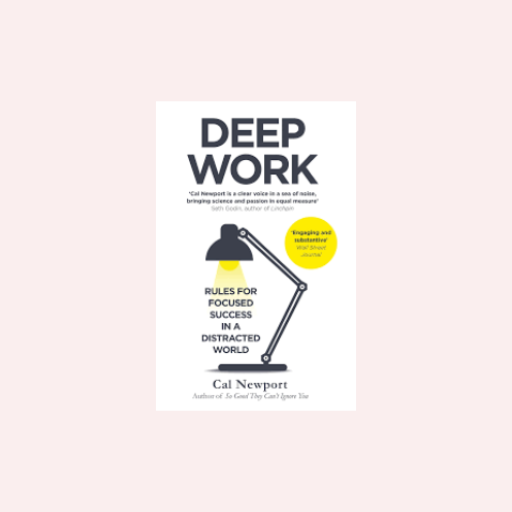 DEEP
WORK
'Cal Newport is a clear voice in a sea of noise,
bringing science and passion in equal measure'
Seth Godin, author of Linchpin
'Engaging and
substantive'
Wall Street
Journal
RULES FOR
FOCUSED
SUCCESS
IN A
DISTRACTED
WORLD
Cal Newport
Author of So Good They Can't Ignore You